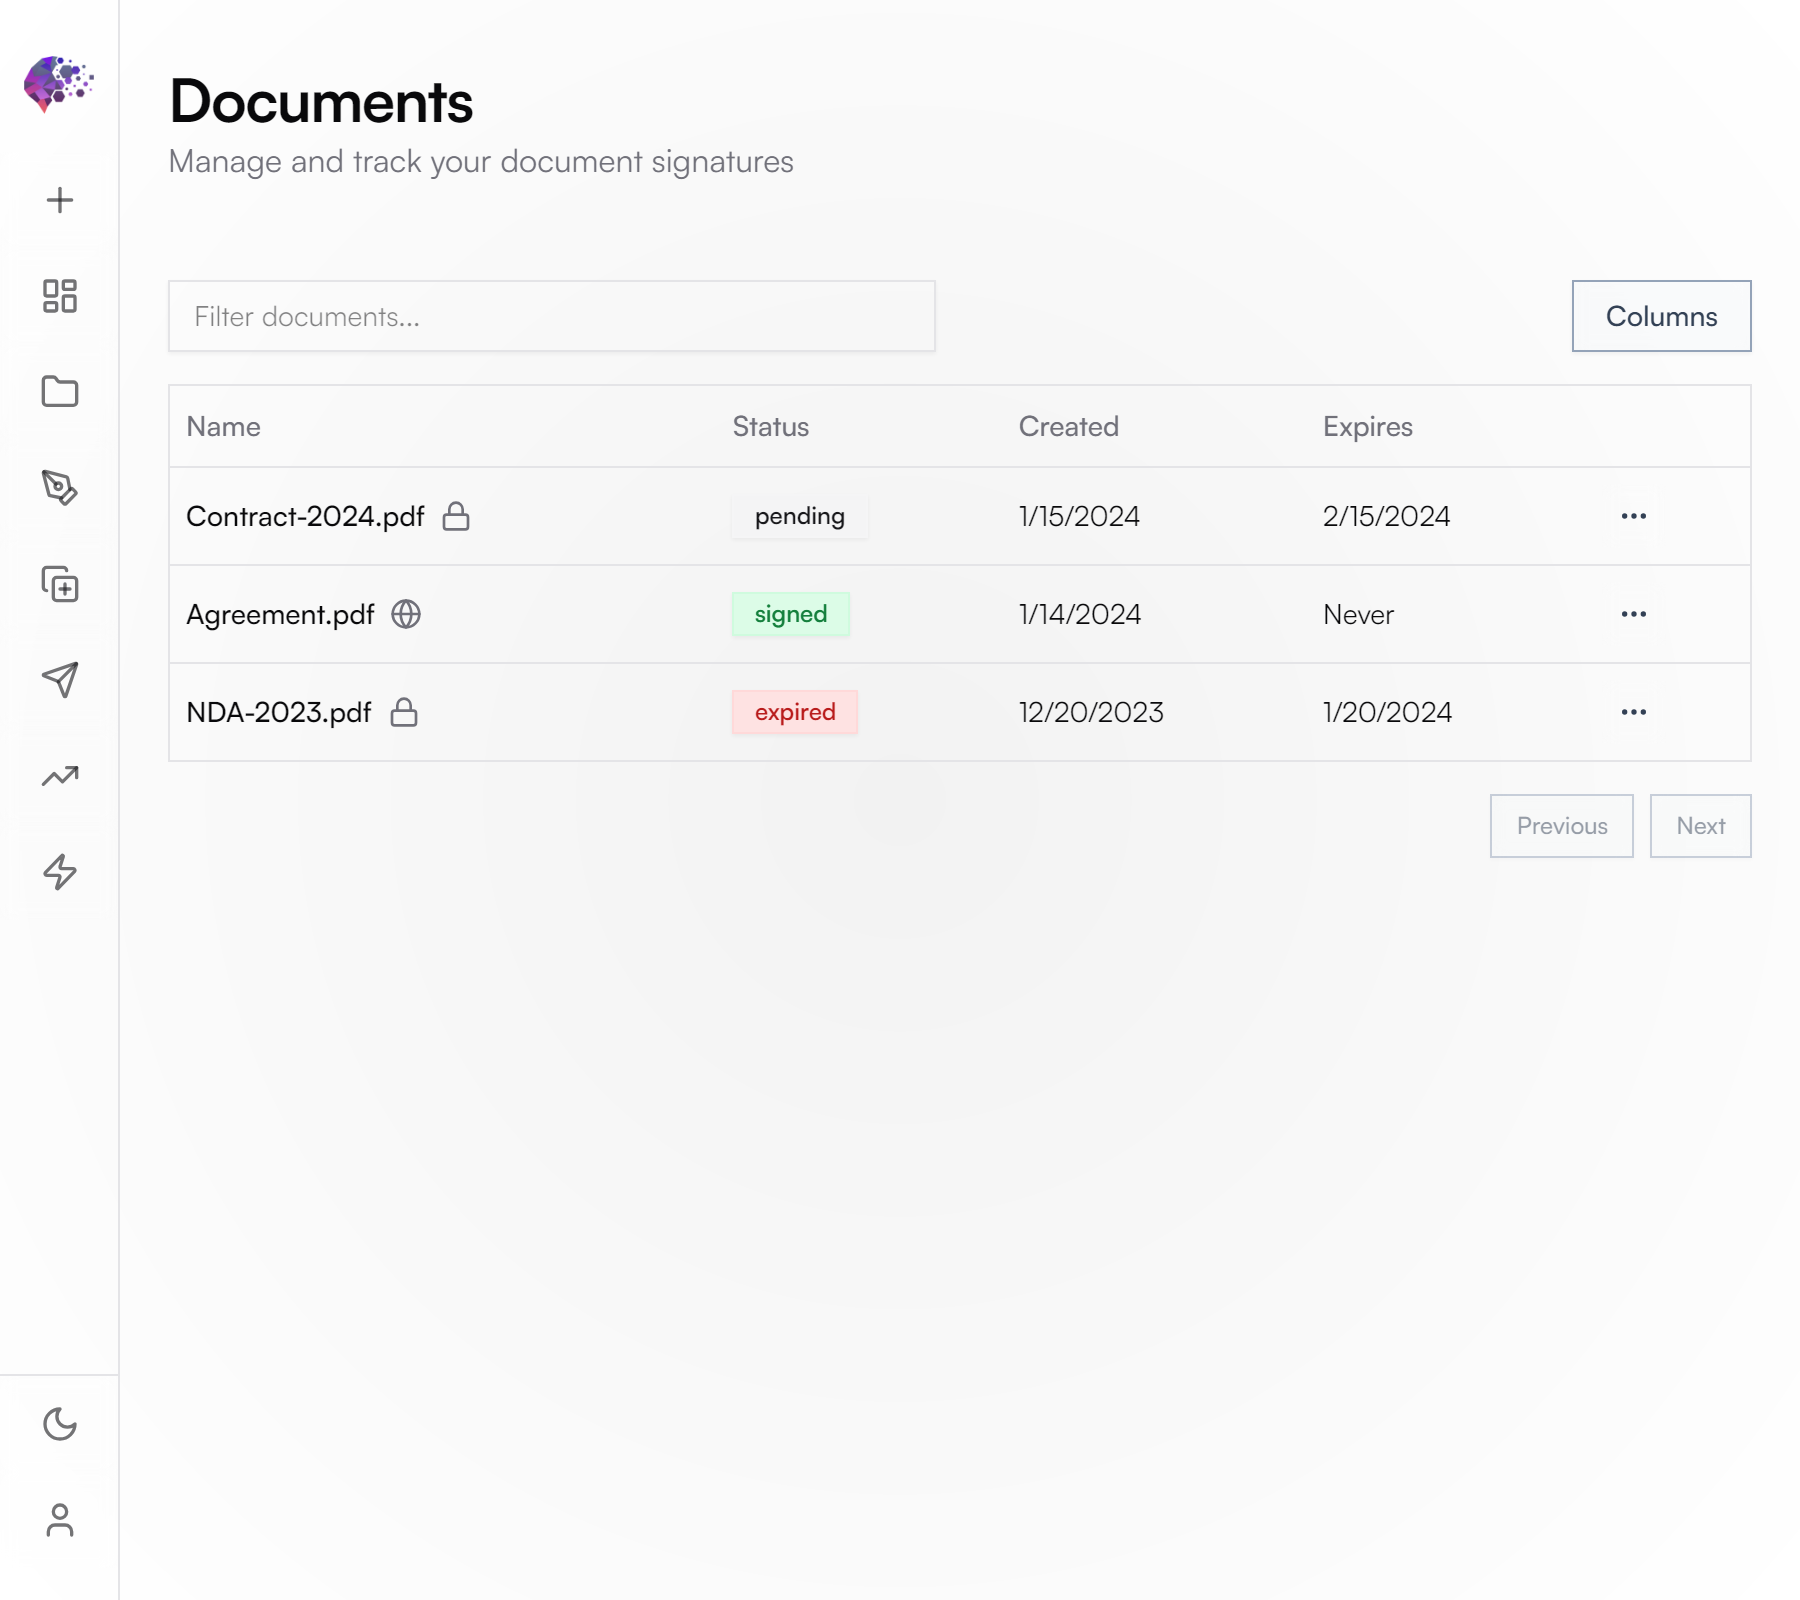 Documents
Manage and track your document signatures
Filter documents...
Columns
Name Status Created Expires
Contract-2024.pdf pending 1/15/2024 2/15/2024
Agreement.pdf signed 1/14/2024 Never
NDA-2023.pdf expired 12/20/2023 1/20/2024
Previous Next